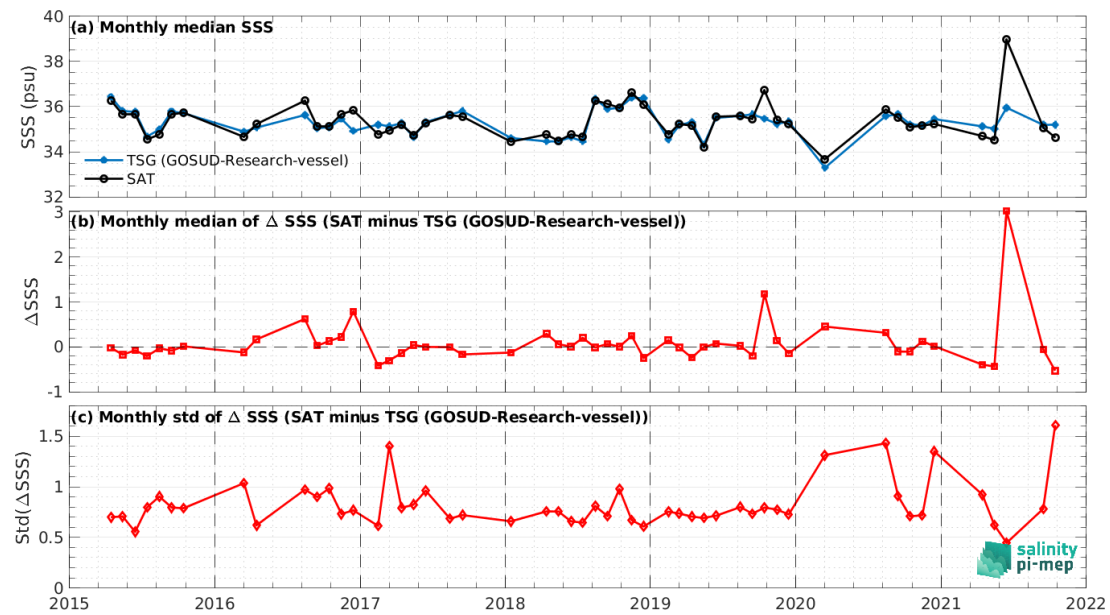 (a) Monthly median SSS
40
38
36
34
32
SSS (psu)
TSG (GOSUD-Research-vessel)
SAT
(b) Monthly median of Δ SSS (SAT minus TSG (GOSUD-Research-vessel))
3
2
1
0
-1
ΔSSS
(c) Monthly std of Δ SSS (SAT minus TSG (GOSUD-Research-vessel))
1.5
1
0.5
0
Std(ΔSSS)
salinity
pi-mep
2015 2016 2017 2018 2019 2020 2021 2022